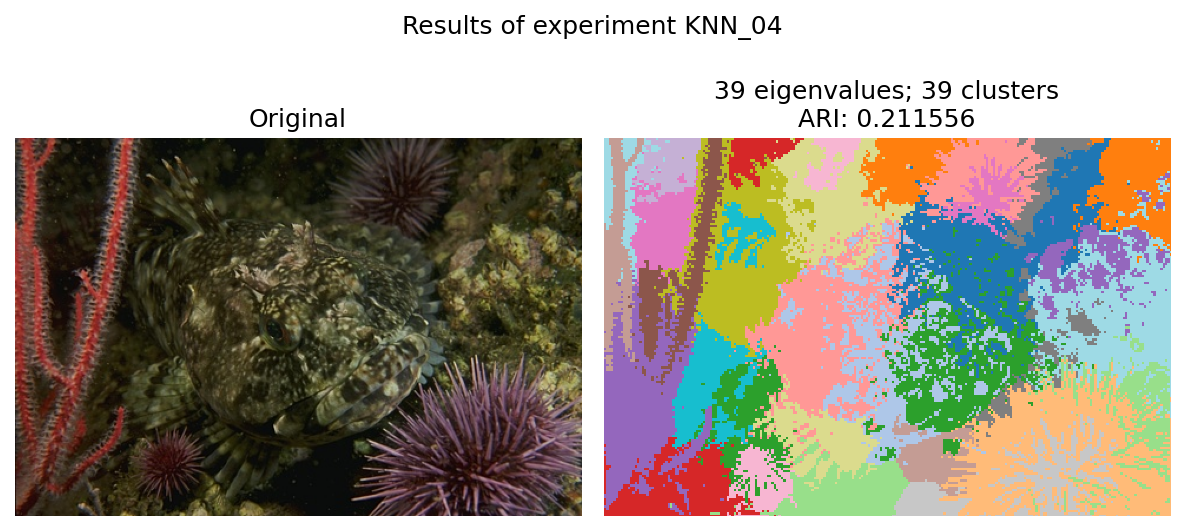 Results of experiment KNN_04
Original
39 eigenvalues; 39 clusters
ARI: 0.211556